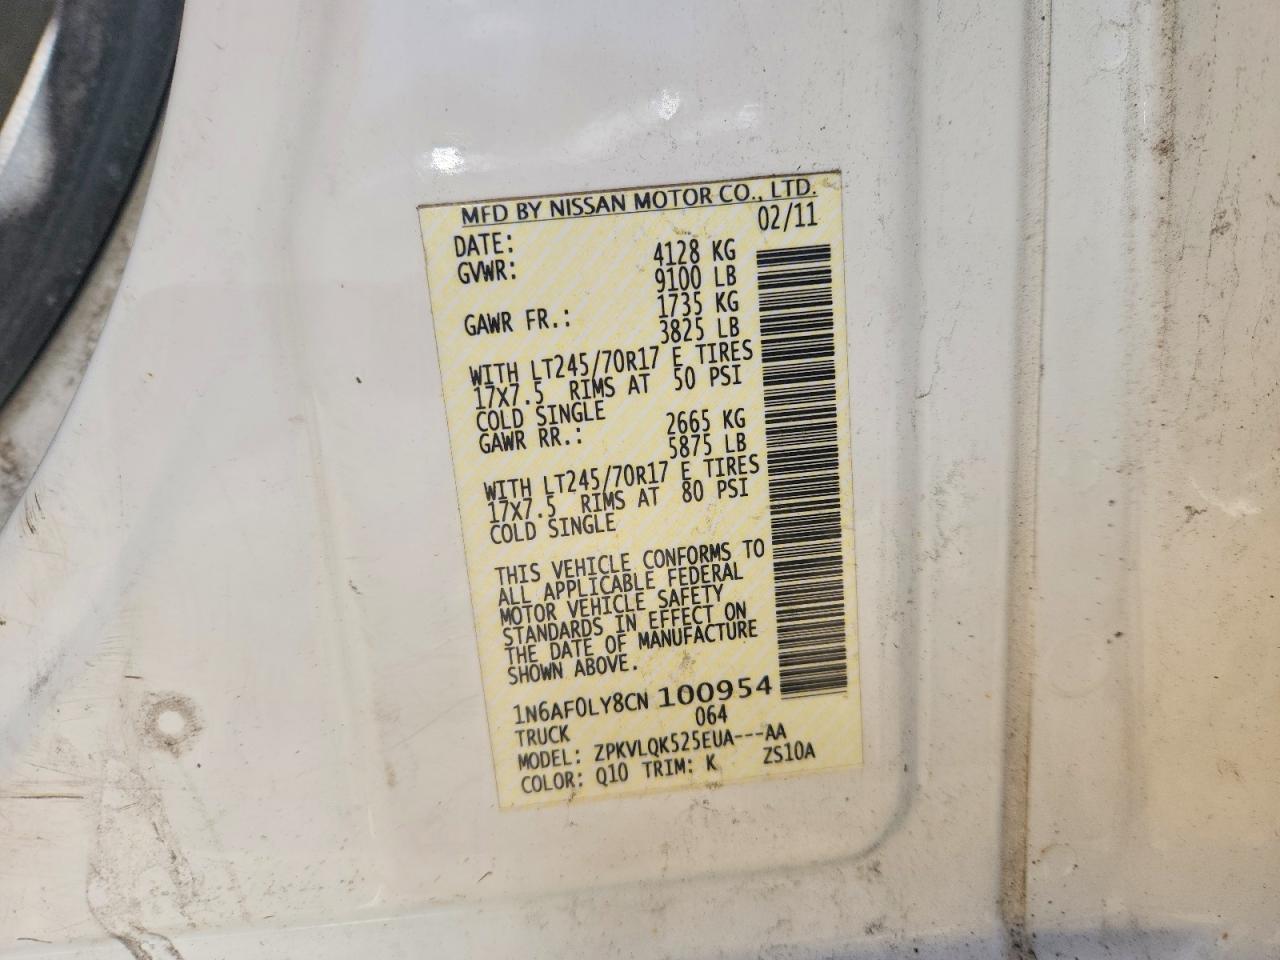 MFD BY NISSAN MOTOR CO., LTD.
DATE: 02/11
GVWR: 4128 KG
9100 LB
GAWR FR.: 1735 KG
3825 LB
WITH LT245/70R17 E TIRES
17X7.5 RIMS AT 50 PSI
COLD SINGLE
GAWR RR.: 2665 KG
5875 LB
WITH LT245/70R17 E TIRES
17X7.5 RIMS AT 80 PSI
COLD SINGLE
THIS VEHICLE CONFORMS TO
ALL APPLICABLE FEDERAL
MOTOR VEHICLE SAFETY
STANDARDS IN EFFECT ON
THE DATE OF MANUFACTURE
SHOWN ABOVE.
1N6AF0LY8CN 100954
TRUCK 064
MODEL: ZPKVLQK525EUA---AA
COLOR: Q10 TRIM: K ZS10A